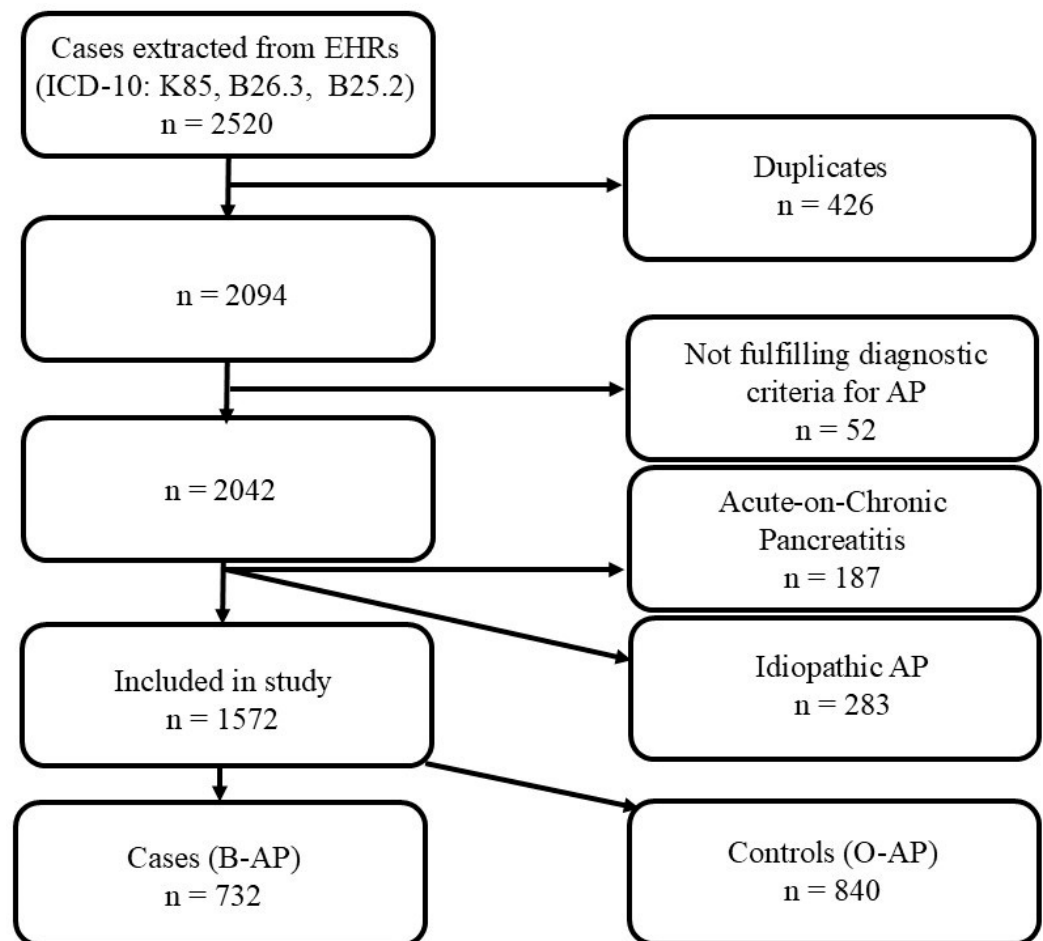 Cases extracted from EHRs
(ICD-10: K85, B26.3, B25.2)
n = 2520
Duplicates
n = 426
n = 2094
Not fulfilling diagnostic
criteria for AP
n = 52
n = 2042
Acute-on-Chronic
Pancreatitis
n = 187
Idiopathic AP
n = 283
Included in study
n = 1572
Cases (B-AP)
n = 732
Controls (O-AP)
n = 840